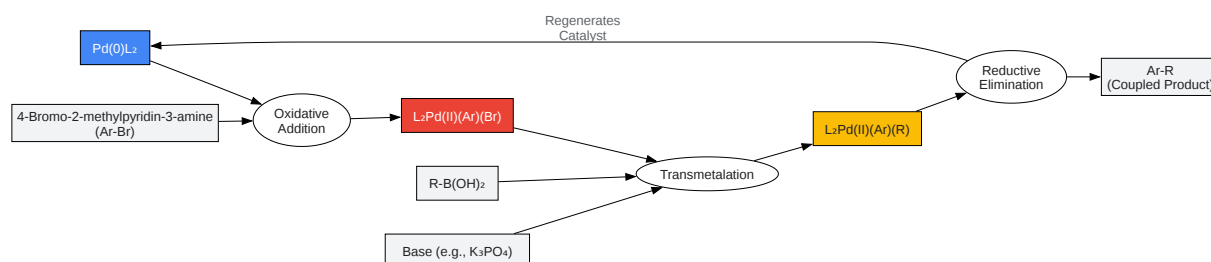 Regenerates
Catalyst
Pd(0)L₂
Reductive
Elimination
Ar-R
(Coupled Product)
4-Bromo-2-methylpyridin-3-amine
(Ar-Br)
Oxidative
Addition
L₂Pd(II)(Ar)(Br)
L₂Pd(II)(Ar)(R)
R-B(OH)₂
Transmetalation
Base (e.g., K₃PO₄)